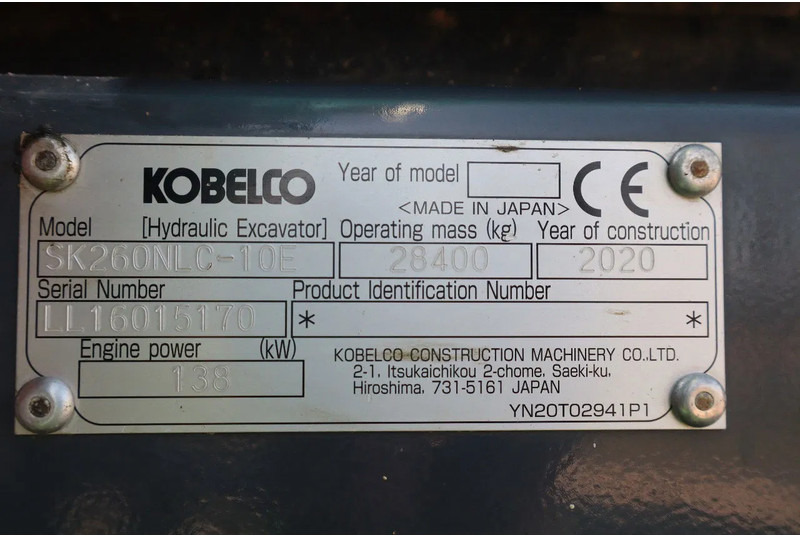 KOBELCO
Year of model
CE
<MADE IN JAPAN>
Model [Hydraulic Excavator] Operating mass (kg) Year of construction
SK260NLC-10E 28400 2020
Serial Number Product Identification Number
LL16015170 * *
Engine power (kW)
138
KOBELCO CONSTRUCTION MACHINERY CO.,LTD.
2-1, Itsukaichikou 2-chome, Saeki-ku,
Hiroshima, 731-5161 JAPAN
YN20T02941P1